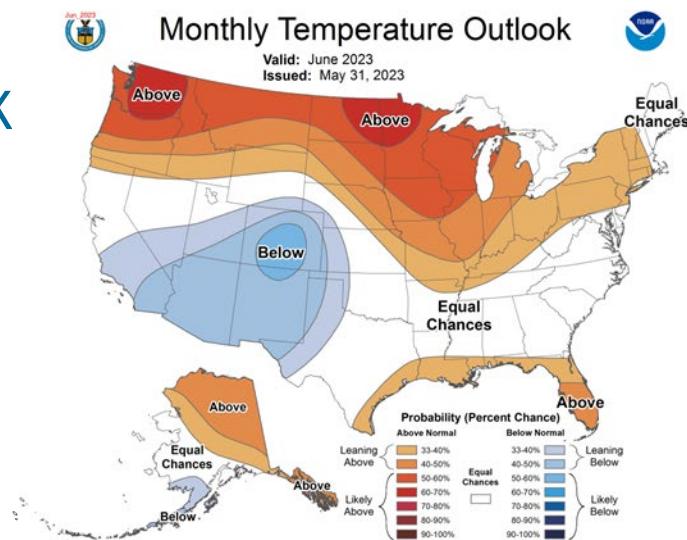 Jun, 2023
Monthly Temperature Outlook
NOAA
Valid: June 2023
Issued: May 31, 2023
x
Above
Above
Equal
Chances
Below
Equal
Chances
Above
Above
Equal
Chances
Above
Below
Probability (Percent Chance)
Above Normal
Below Normal
Leaning
Above
33-40%
40-50%
Likely
Above
50-60%
60-70%
70-80%
80-90%
90-100%
Equal
Chances
33-40%
40-50%
Leaning
Below
50-60%
60-70%
70-80%
80-90%
90-100%
Likely
Below